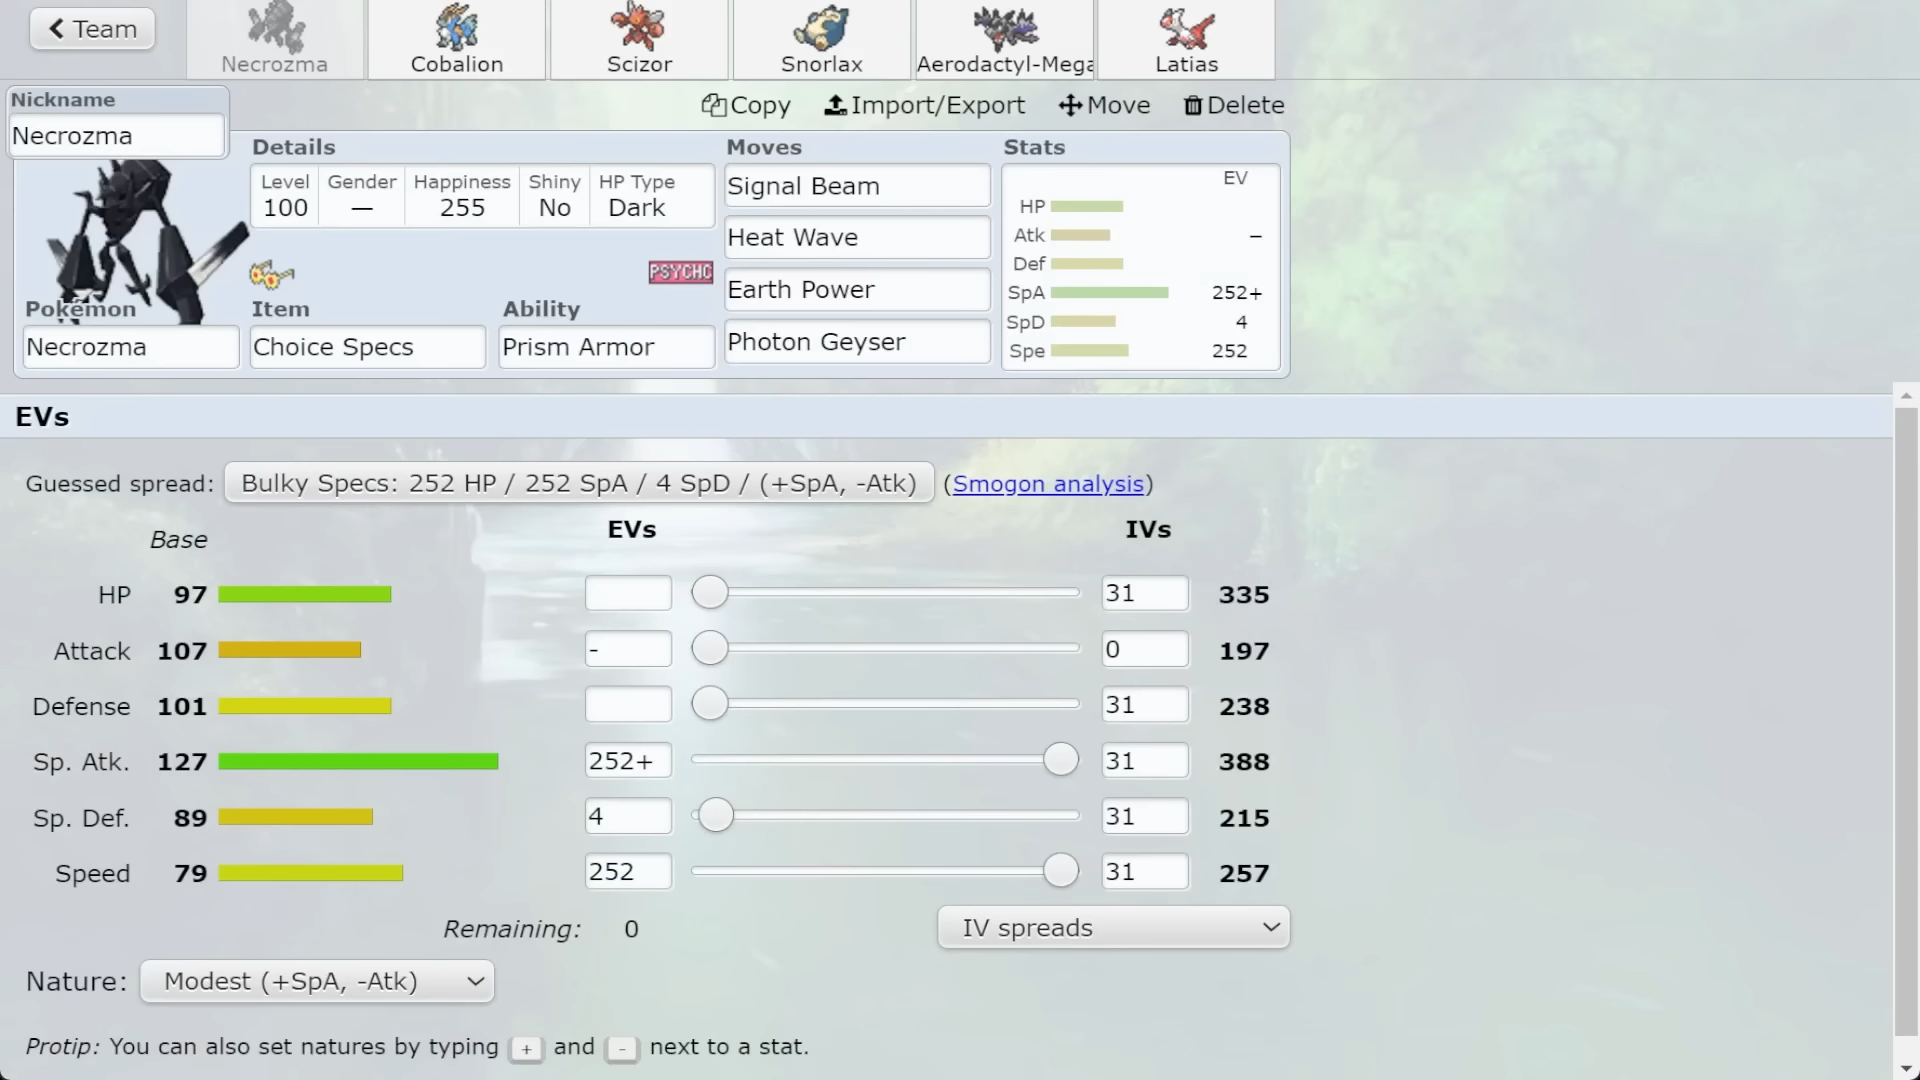 Team
Necrozma
Cobalion
Scizor
Snorlax
Aerodactyl-Mega
Latias
Copy
Import/Export
Move
Delete
Nickname
Necrozma
Details
Level Gender Happiness Shiny HP Type
100 — 255 No Dark
PSYCHC
Pokémon
Necrozma
Item
Choice Specs
Ability
Prism Armor
Moves
Signal Beam
Heat Wave
Earth Power
Photon Geyser
Stats
EV
HP
Atk –
Def
SpA 252+
SpD 4
Spe 252
EVs
Guessed spread: Bulky Specs: 252 HP / 252 SpA / 4 SpD / (+SpA, -Atk) (Smogon analysis)
Base EVs IVs
HP 97 31 335
Attack 107 - 0 197
Defense 101 31 238
Sp. Atk. 127 252+ 31 388
Sp. Def. 89 4 31 215
Speed 79 252 31 257
Remaining: 0 IV spreads
Nature: Modest (+SpA, -Atk)
Protip: You can also set natures by typing + and - next to a stat.